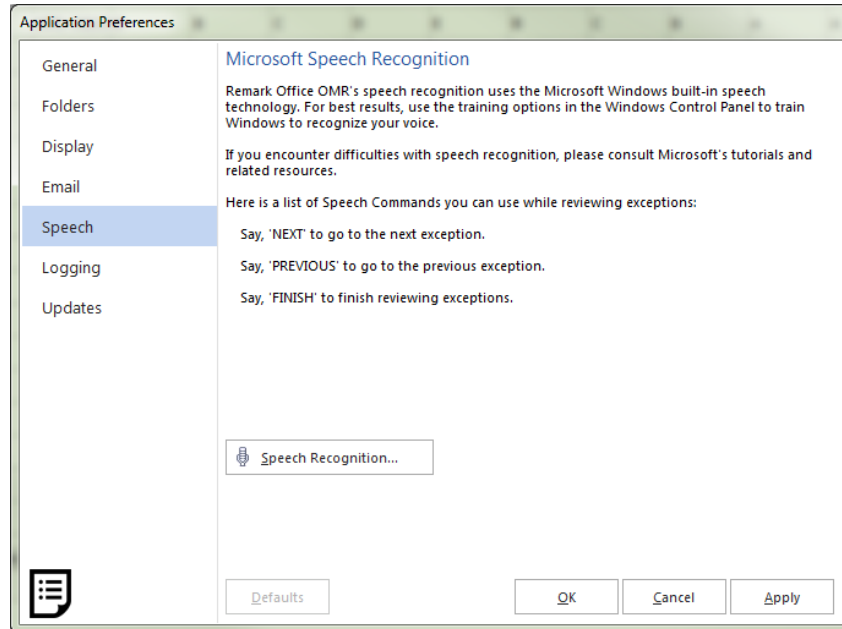 Application Preferences
General
Folders
Display
Email
Speech
Logging
Updates
Microsoft Speech Recognition
Remark Office OMR's speech recognition uses the Microsoft Windows built-in speech
technology. For best results, use the training options in the Windows Control Panel to train
Windows to recognize your voice.
If you encounter difficulties with speech recognition, please consult Microsoft's tutorials and
related resources.
Here is a list of Speech Commands you can use while reviewing exceptions:
Say, 'NEXT' to go to the next exception.
Say, 'PREVIOUS' to go to the previous exception.
Say, 'FINISH' to finish reviewing exceptions.
Speech Recognition...
Defaults
OK
Cancel
Apply